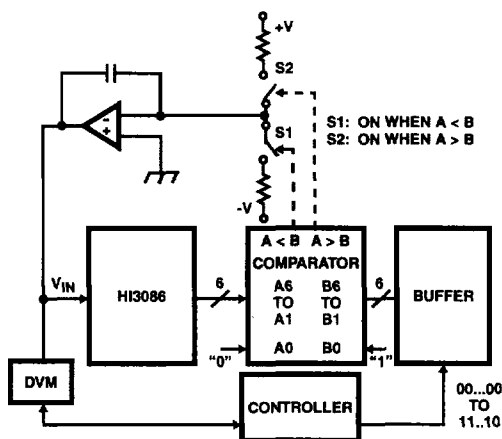 +V
S2
S1: ON WHEN A < B
S2: ON WHEN A > B
S1
-
+
-V
A < B A > B
COMPARATOR
A6 B6
TO TO
A1 B1
A0 B0
VIN
HI3086
6
6
BUFFER
"0"
"1"
DVM
CONTROLLER
00...00
TO
11..10